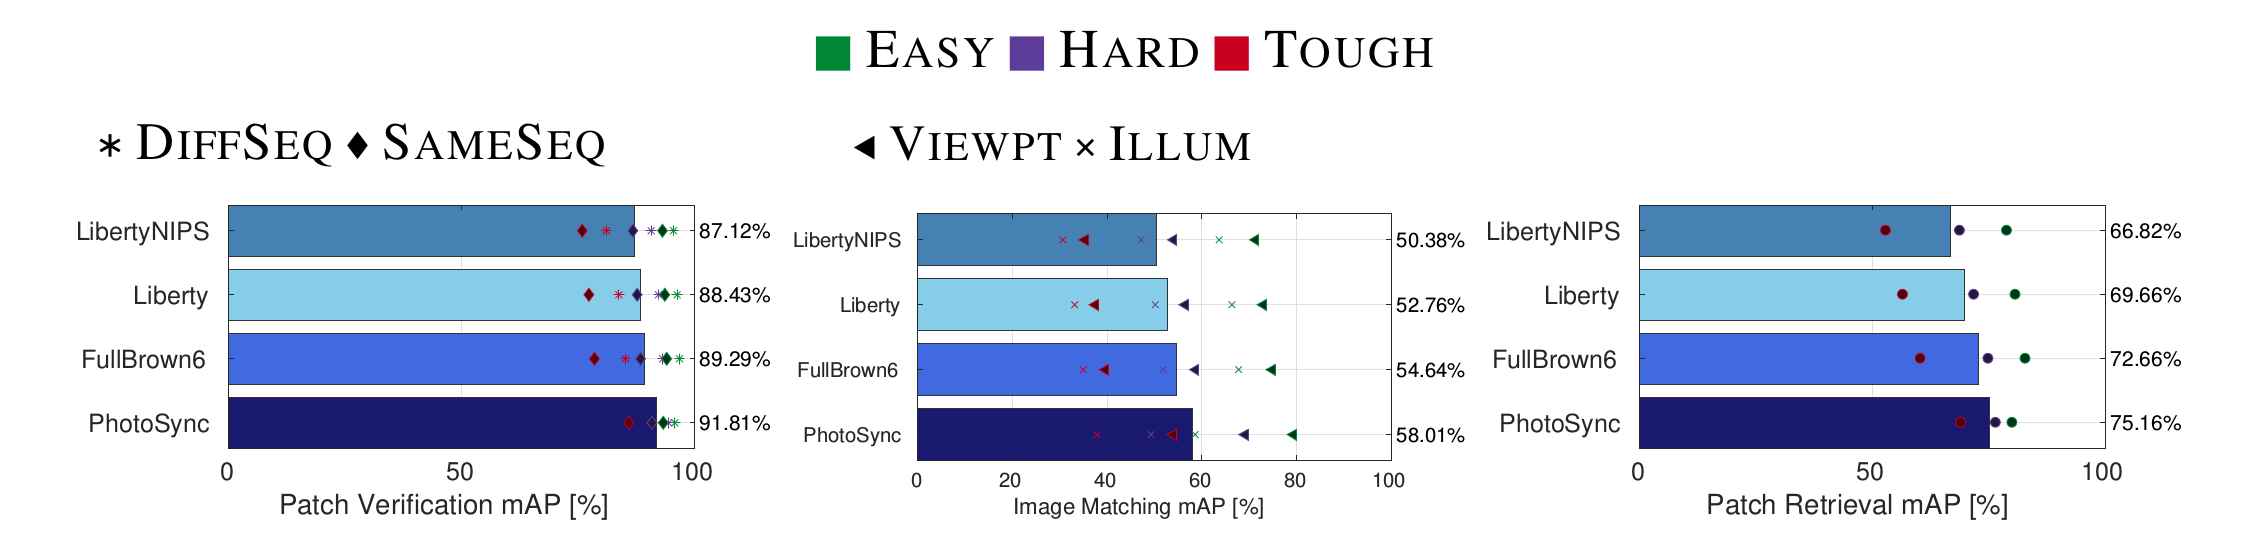 EASY HARD TOUGH
* DIFFSEQ ♦ SAMESEQ
◀ VIEWPT × ILLUM
LibertyNIPS
87.12%
Liberty
88.43%
FullBrown6
89.29%
PhotoSync
91.81%
0 50 100
Patch Verification mAP [%]
LibertyNIPS
50.38%
Liberty
52.76%
FullBrown6
54.64%
PhotoSync
58.01%
0 20 40 60 80 100
Image Matching mAP [%]
LibertyNIPS
66.82%
Liberty
69.66%
FullBrown6
72.66%
PhotoSync
75.16%
0 50 100
Patch Retrieval mAP [%]